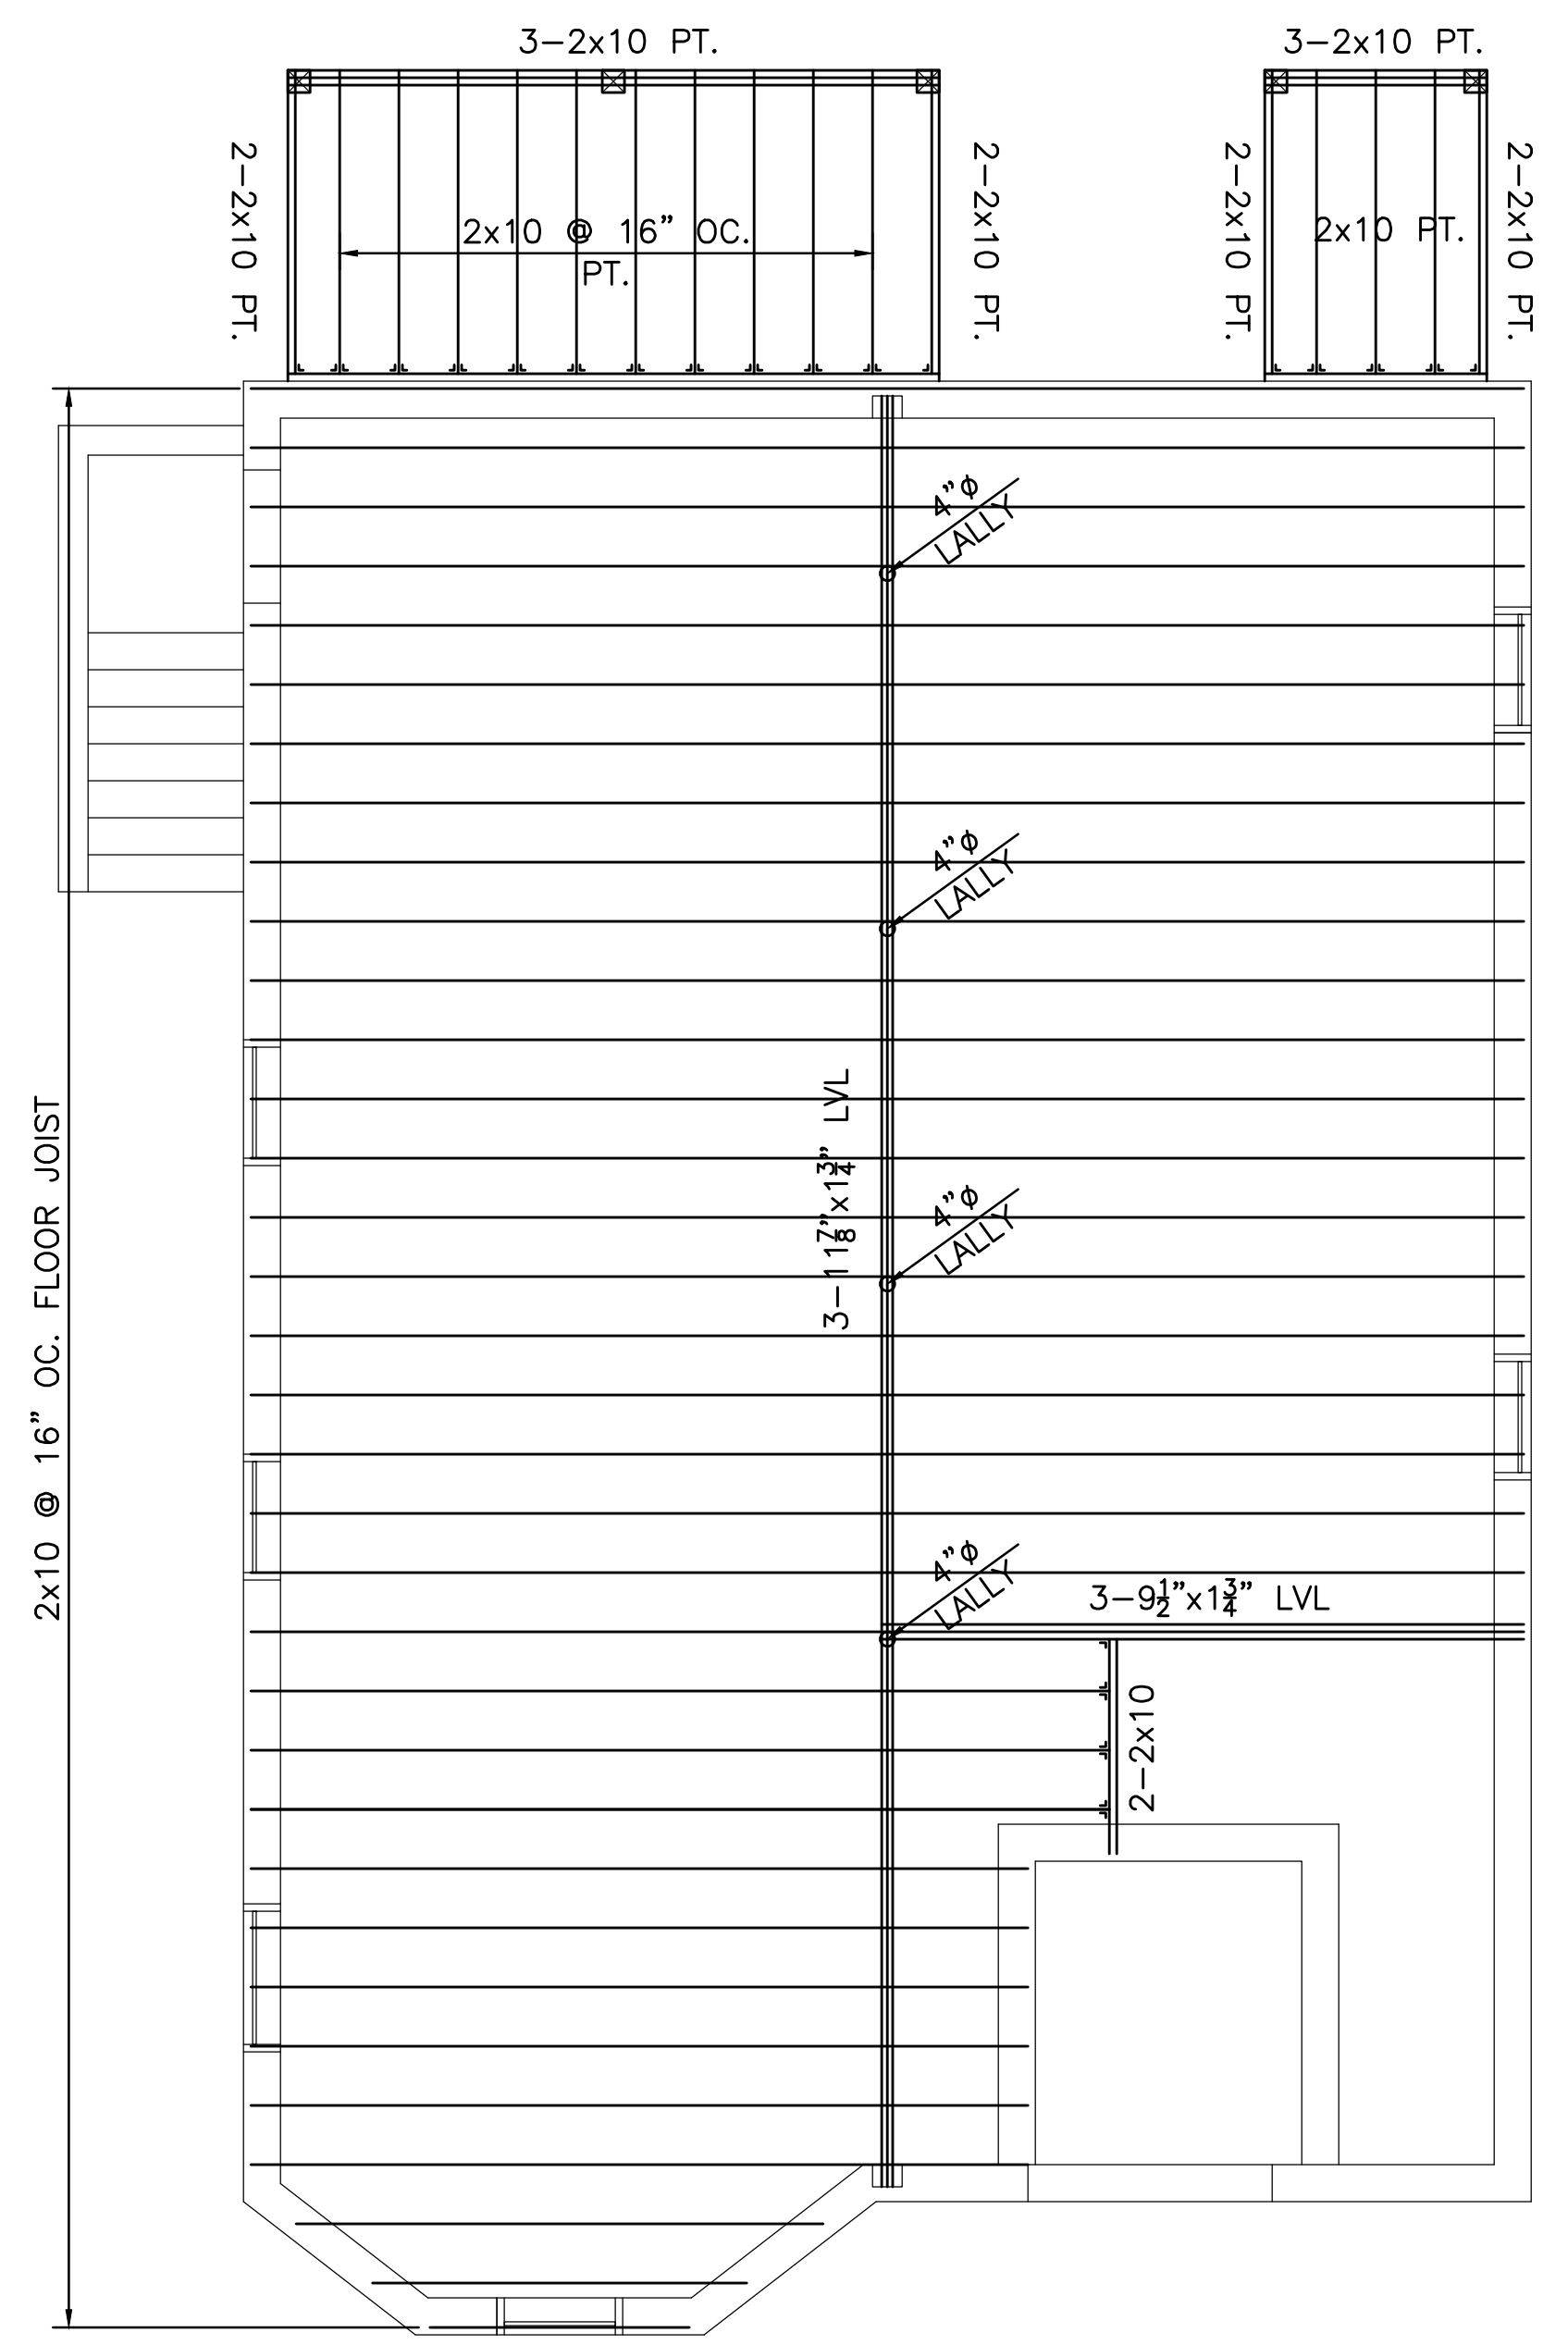 3-2x10 PT.
3-2x10 PT.
2-2x10 PT.
2x10 @ 16" OC.
PT.
2-2x10 PT.
2-2x10 PT.
2x10 PT.
2-2x10 PT.
4"ϕ
LALLY
4"ϕ
LALLY
3-11⅞"x1¾" LVL
2x10 @ 16" OC. FLOOR JOIST
4"ϕ
LALLY
4"ϕ
LALLY
3-9½"x1¾" LVL
2-2x10